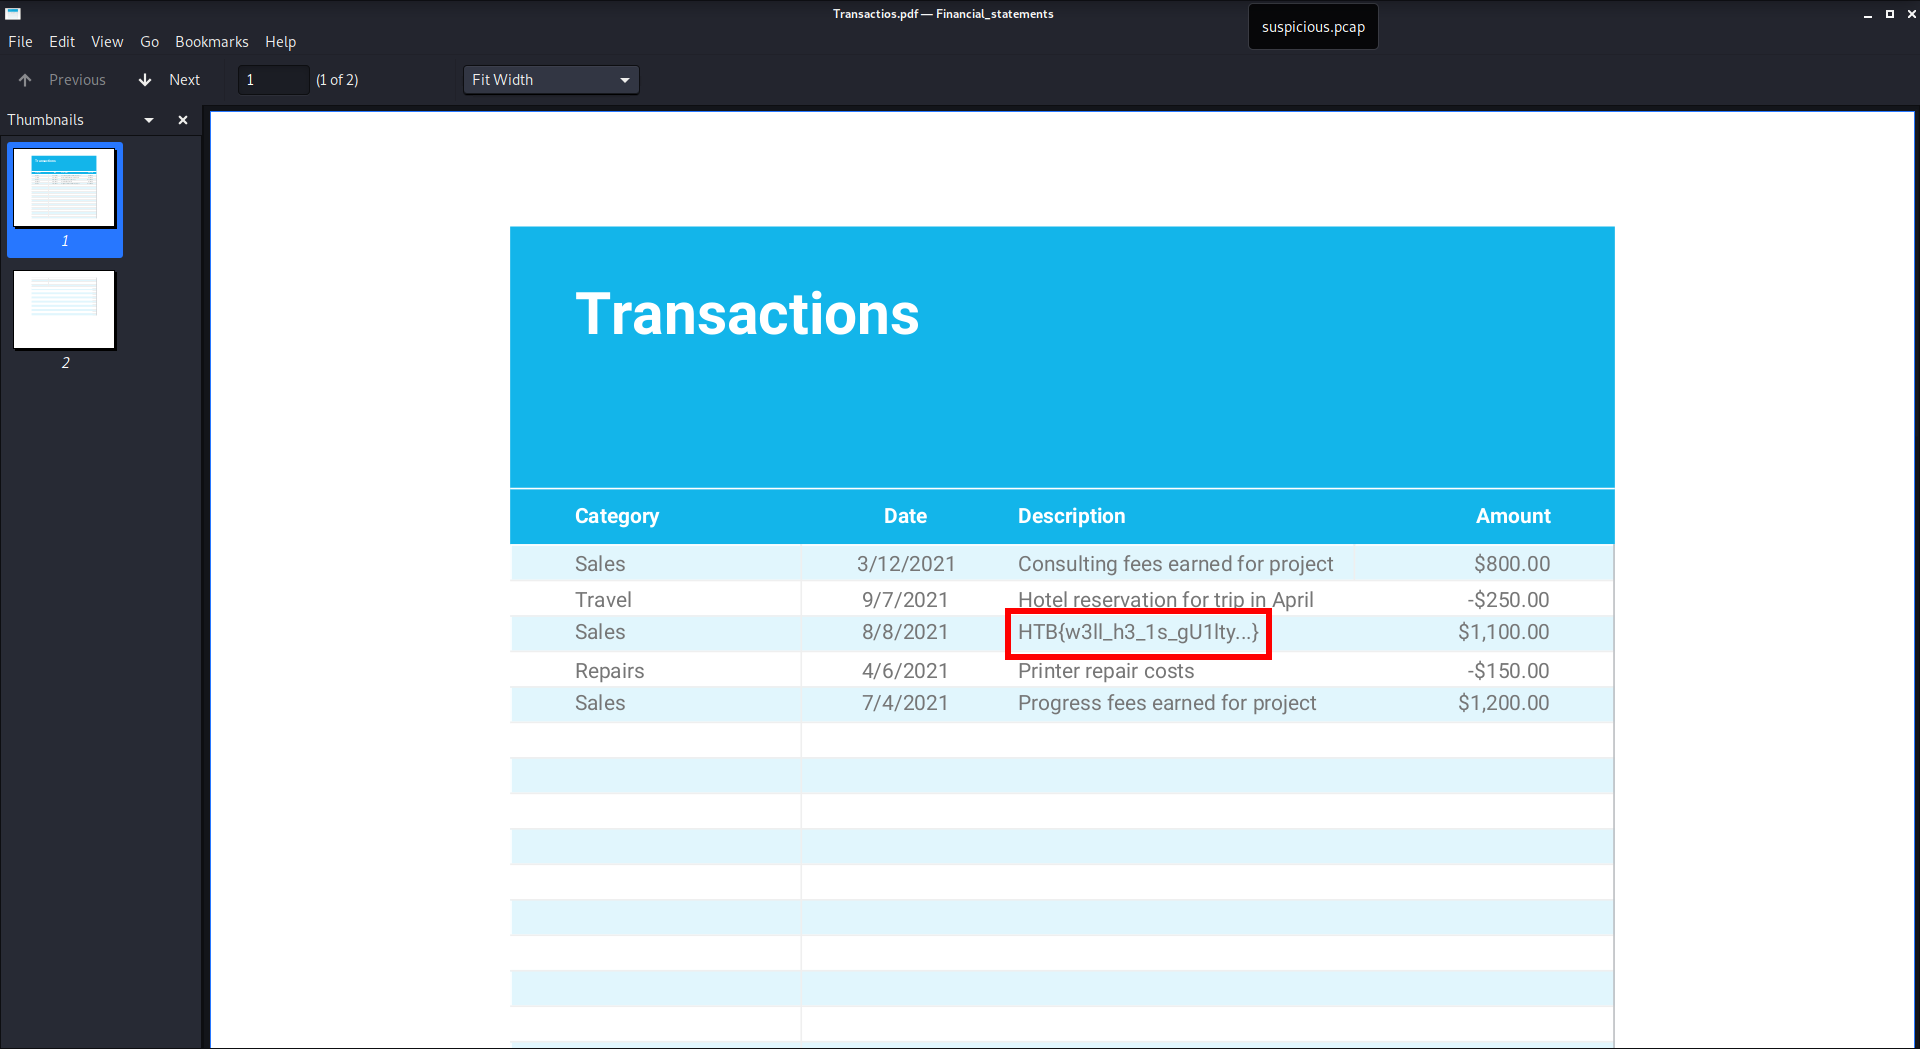 Transactios.pdf — Financial_statements
suspicious.pcap
File Edit View Go Bookmarks Help
Previous Next 1 (1 of 2) Fit Width
Thumbnails
1
2
Transactions
Category Date Description Amount
Sales 3/12/2021 Consulting fees earned for project $800.00
Travel 9/7/2021 Hotel reservation for trip in April -$250.00
Sales 8/8/2021 HTB{w3ll_h3_1s_gU1lty...} $1,100.00
Repairs 4/6/2021 Printer repair costs -$150.00
Sales 7/4/2021 Progress fees earned for project $1,200.00